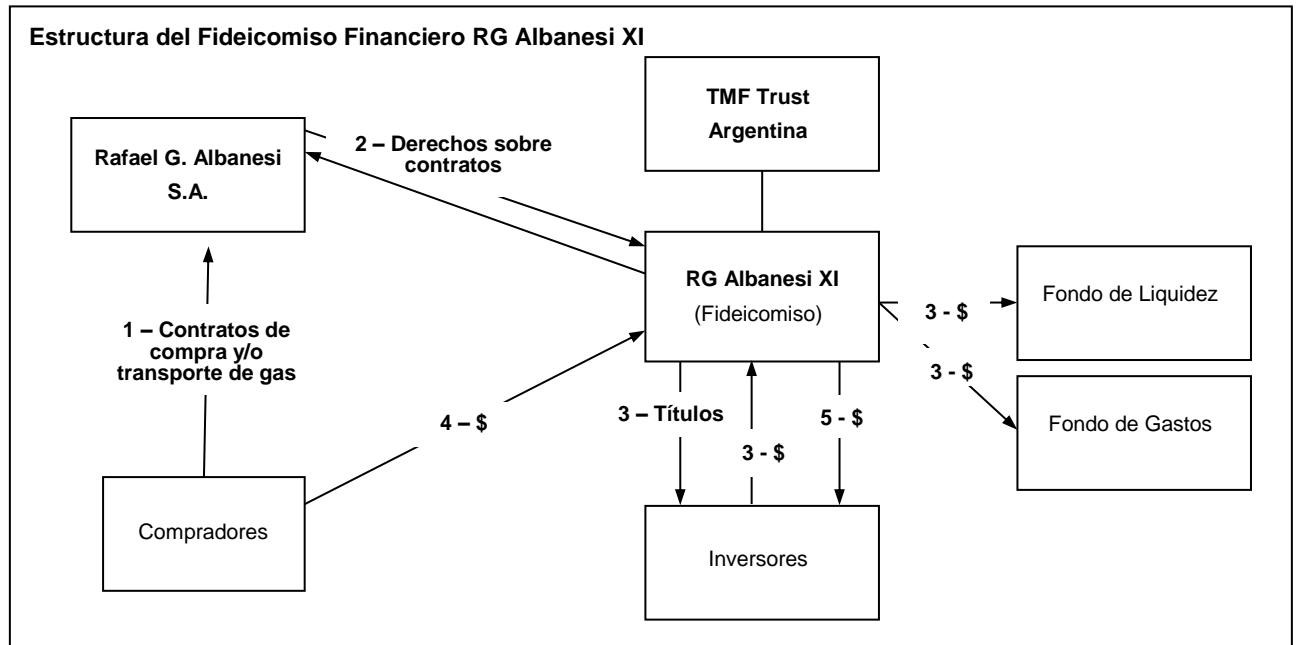 Estructura del Fideicomiso Financiero RG Albanesi XI
TMF Trust
Argentina
Rafael G. Albanesi
S.A.
2 – Derechos sobre
contratos
RG Albanesi XI
(Fideicomiso)
Fondo de Liquidez
3 - $
1 – Contratos de
compra y/o
transporte de gas
3 - $
Fondo de Gastos
4 – $
3 – Títulos
5 - $
3 - $
Compradores
Inversores